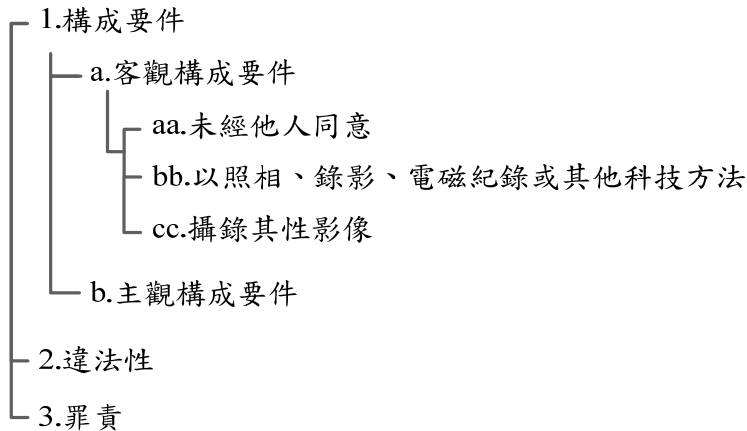 1.構成要件
a.客觀構成要件
aa.未經他人同意
bb.以照相、錄影、電磁紀錄或其他科技方法
cc.攝錄其性影像
b.主觀構成要件
2.違法性
3.罪責